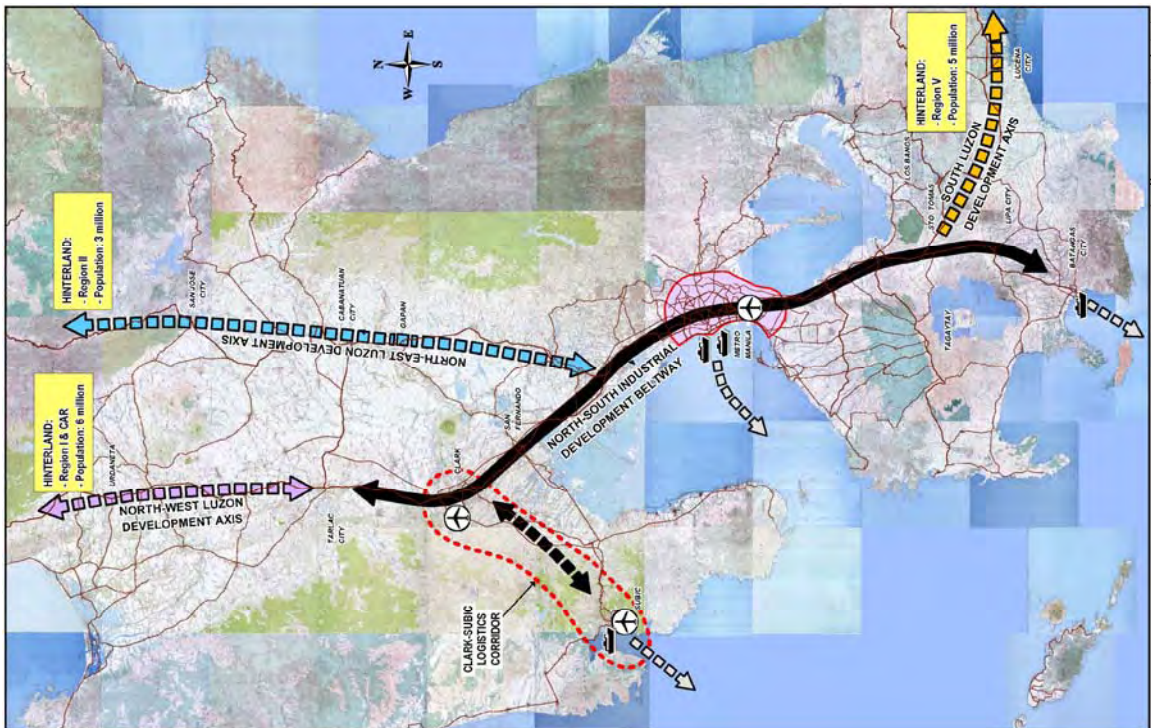 HINTERLAND:
- Region I & CAR
- Population: 6 million
HINTERLAND:
- Region II
- Population: 3 million
HINTERLAND:
- Region V
- Population: 5 million
N
W
E
S
URDANETA
SAN JOSE
CITY
NORTH-WEST LUZON
DEVELOPMENT AXIS
NORTH-EAST LUZON DEVELOPMENT AXIS
CABANATUAN
CITY
GAPAN
TARLAC
CITY
CLARK
SAN
FERNANDO
CLARK-SUBIC
LOGISTICS
CORRIDOR
SUBIC
NORTH-SOUTH INDUSTRIAL
DEVELOPMENT BELTWAY
METRO
MANILA
LOS BANOS
STO TOMAS
SOUTH LUZON
DEVELOPMENT AXIS
LUCENA
CITY
LIPA CITY
TAGAYTAY
BATANGAS
CITY